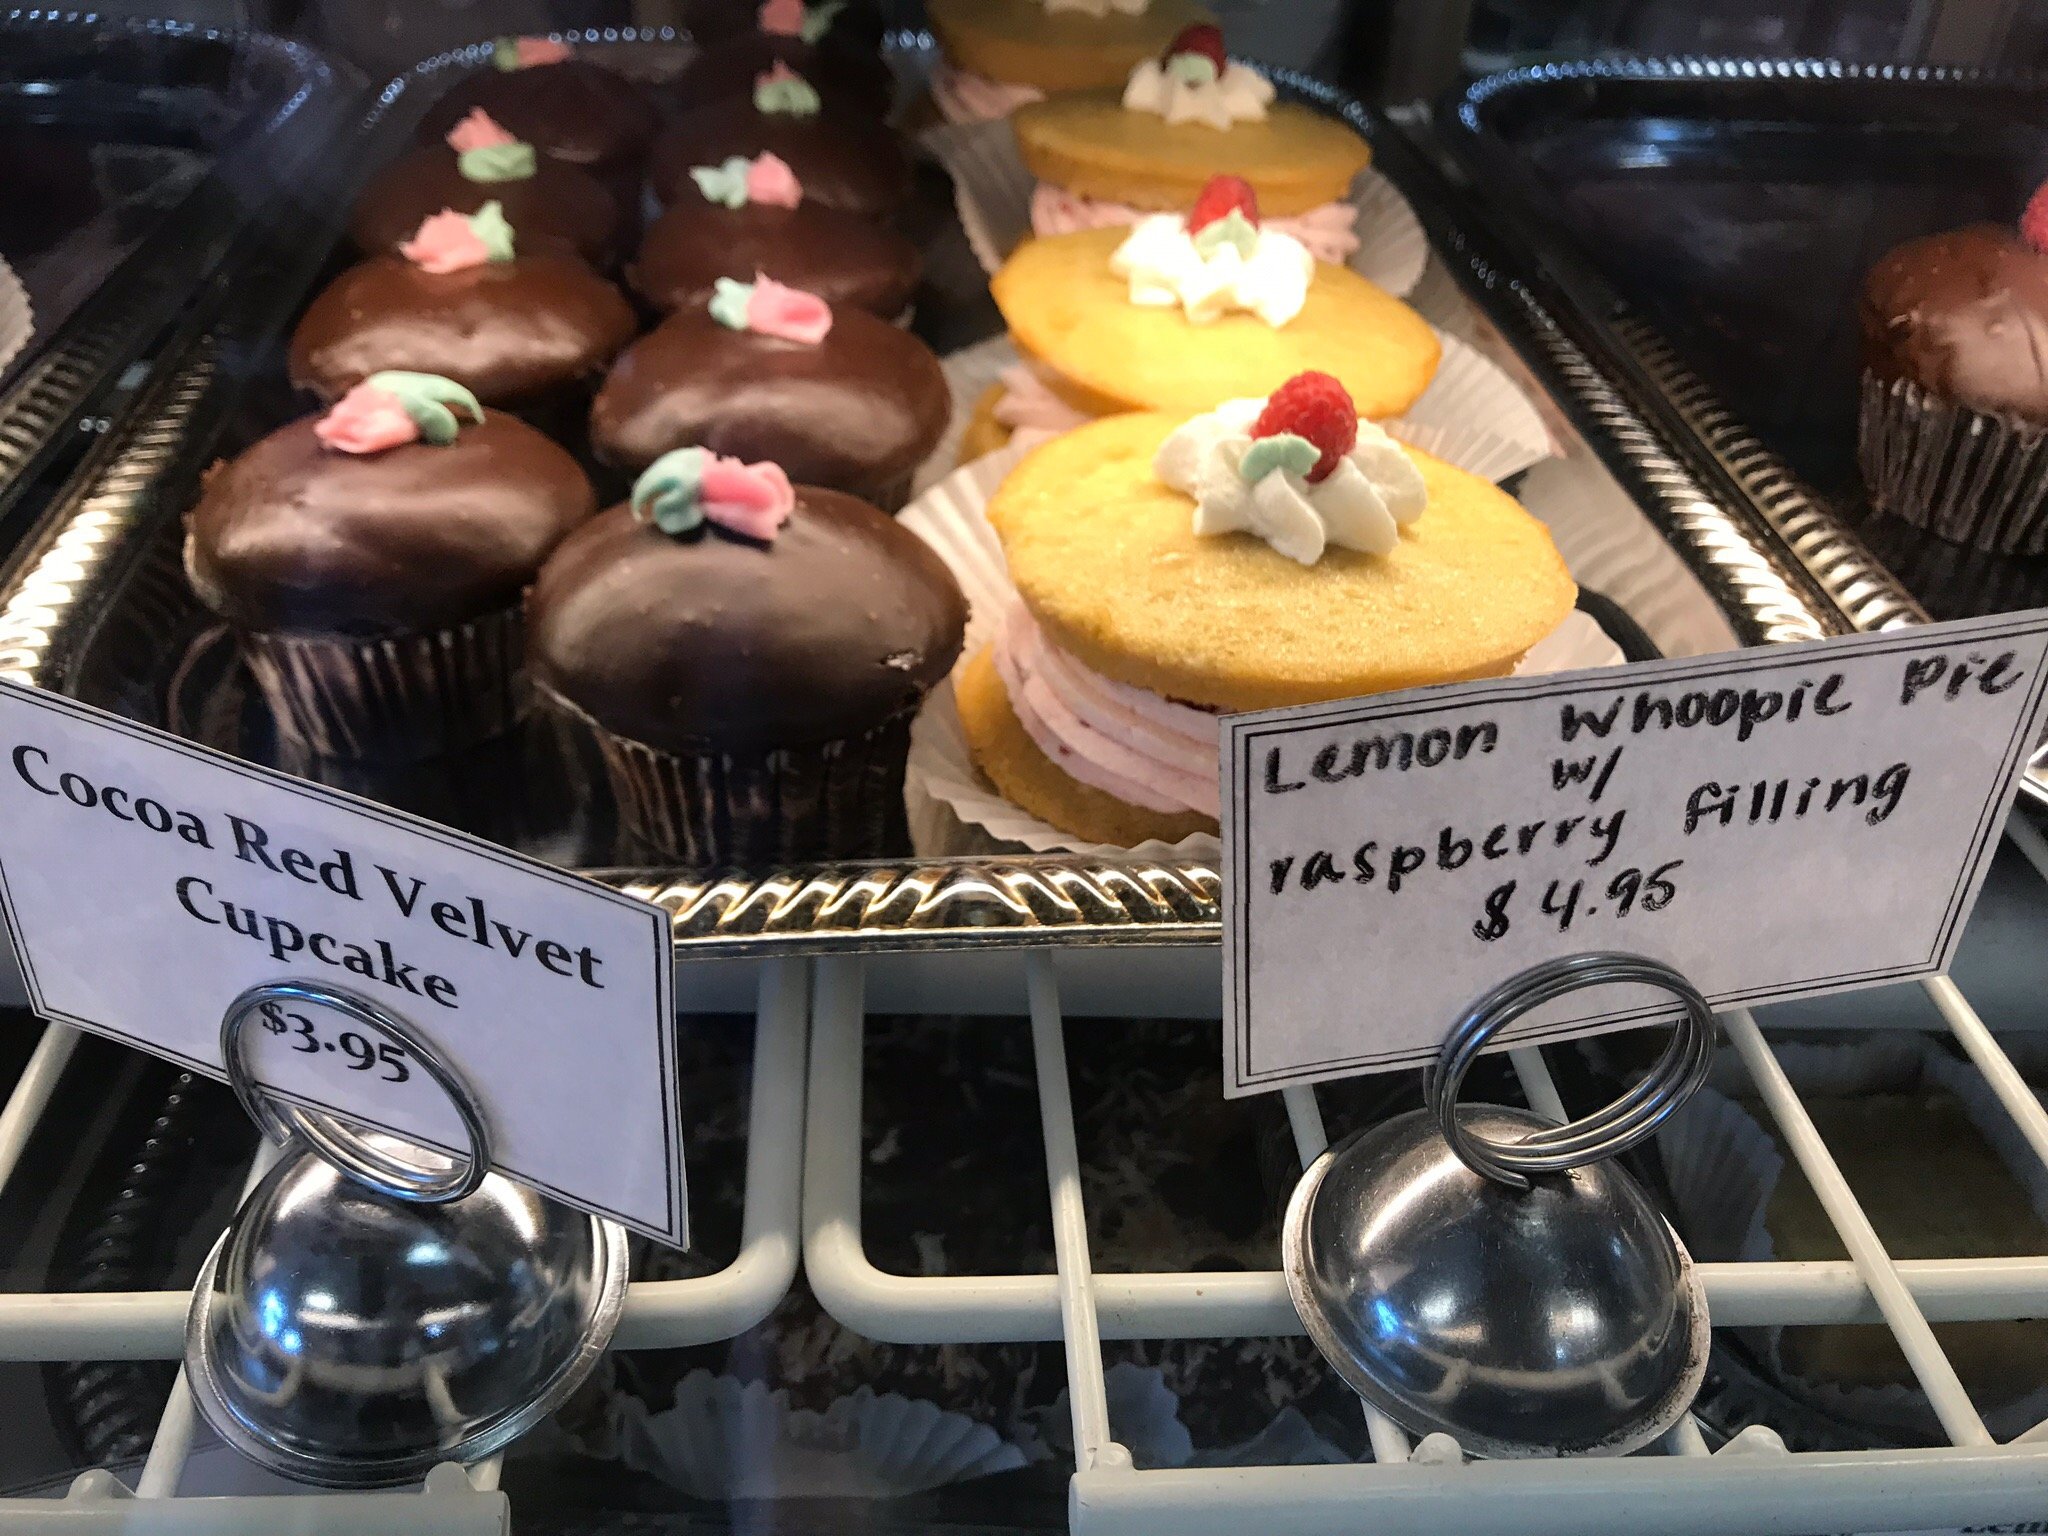 Cocoa Red Velvet
Cupcake
$3.95
Lemon Whoopie Pie
w/
raspberry filling
$4.95